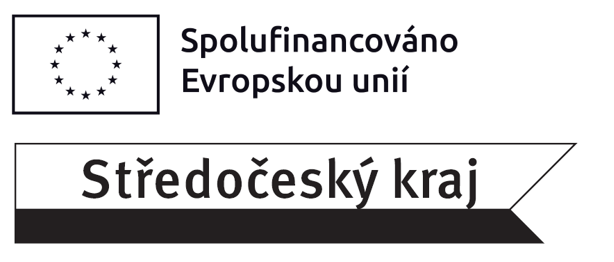 Spolufinancováno
Evropskou unií
Středočeský kraj